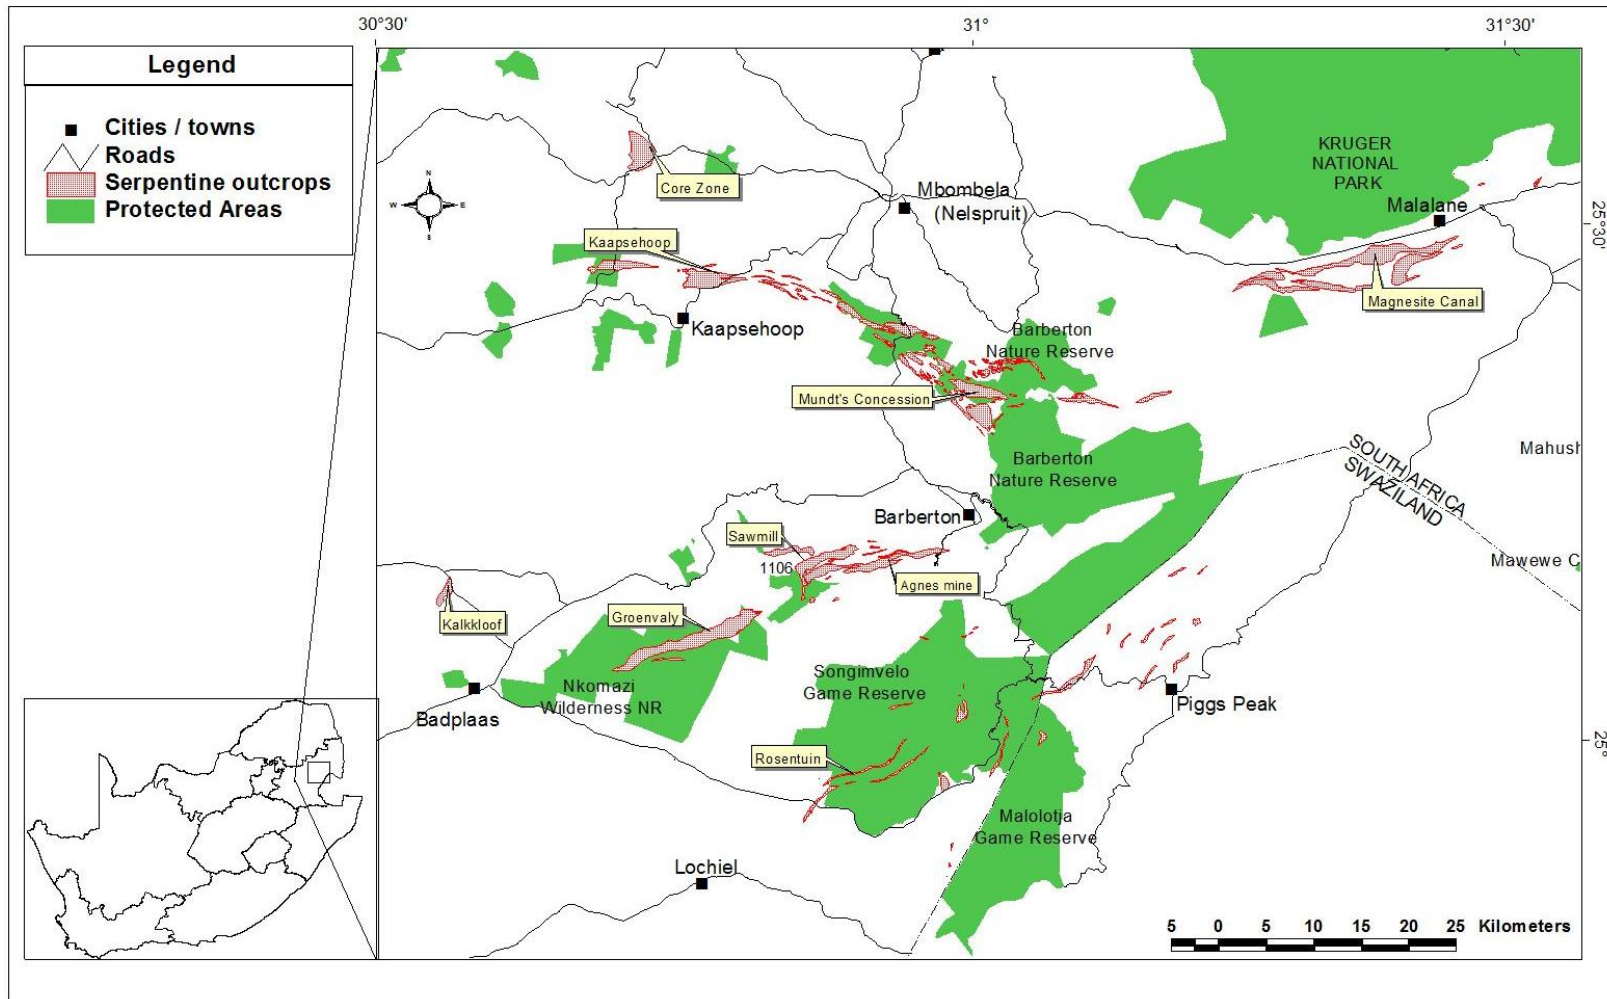 30°30'
31°
31°30'
Legend
Cities / towns
Roads
Serpentine outcrops
Protected Areas
N
W
E
S
Core Zone
Mbombela
(Nelspruit)
KRUGER
NATIONAL
PARK
Malalane
25°30'
Kaapsehoop
Magnesite Canal
Kaapsehoop
Barberton
Nature Reserve
Mundt's Concession
Barberton
Nature Reserve
SOUTH AFRICA
SWAZILAND
Mahush
Barberton
Sawmill
1106
Agnes mine
Mawewe C
Kalkkloof
Groenvaly
Songimvelo
Game Reserve
Nkomazi
Wilderness NR
Badplaas
Piggs Peak
25°
Rosentuin
Malolotja
Game Reserve
Lochiel
5 0 5 10 15 20 25 Kilometers